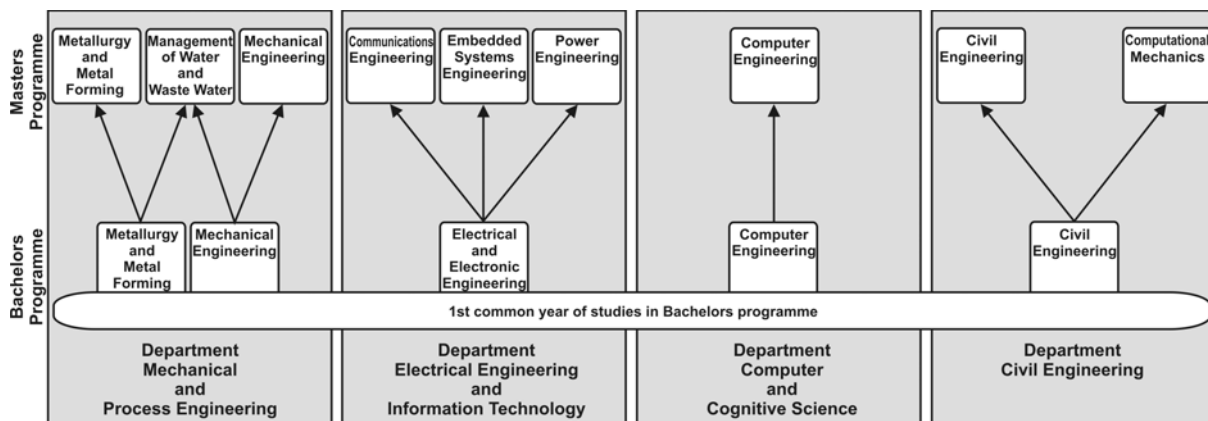 Masters
Programme
Metallurgy
and
Metal
Forming
Management
of Water
and
Waste Water
Mechanical
Engineering
Communications
Engineering
Embedded
Systems
Engineering
Power
Engineering
Computer
Engineering
Civil
Engineering
Computational
Mechanics
Bachelors
Programme
Metallurgy
and
Metal
Forming
Mechanical
Engineering
Electrical
and
Electronic
Engineering
Computer
Engineering
Civil
Engineering
1st common year of studies in Bachelors programme
Department
Mechanical
and
Process Engineering
Department
Electrical Engineering
and
Information Technology
Department
Computer
and
Cognitive Science
Department
Civil Engineering